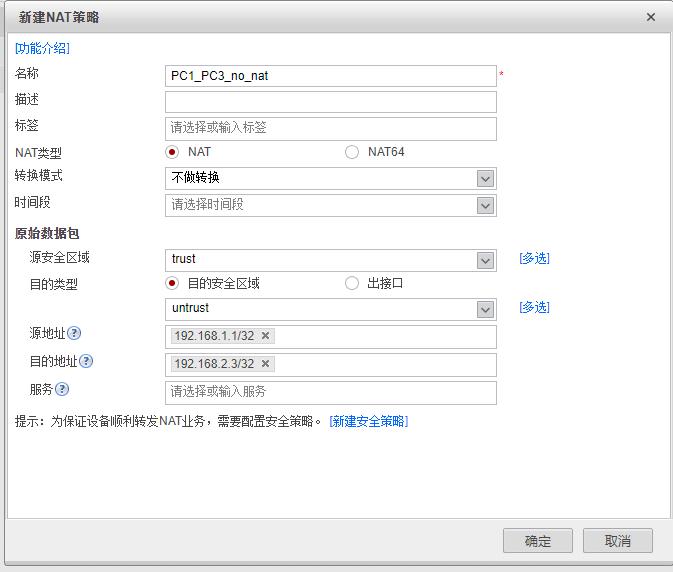 新建NAT策略
[功能介绍]
名称 PC1_PC3_no_nat *
描述
标签 请选择或输入标签
NAT类型 NAT NAT64
转换模式 不做转换
时间段 请选择时间段
原始数据包
源安全区域 trust [多选]
目的类型 目的安全区域 出接口
untrust [多选]
源地址 ? 192.168.1.1/32
目的地址 ? 192.168.2.3/32
服务 ? 请选择或输入服务
提示：为保证设备顺利转发NAT业务，需要配置安全策略。 [新建安全策略]
确定 取消